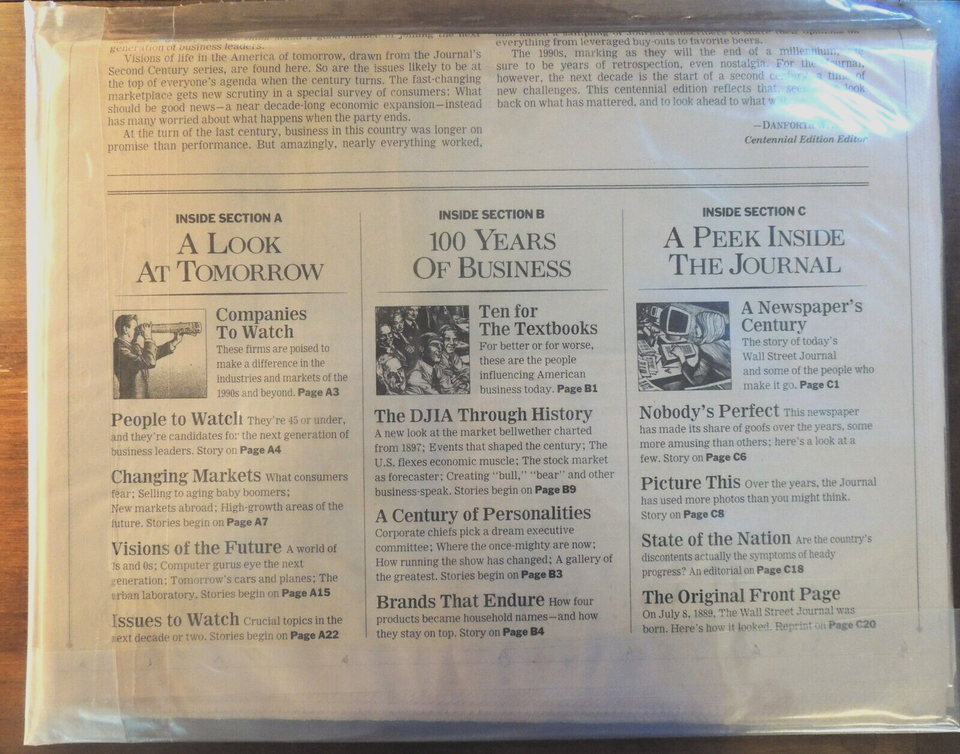 generation of business leaders.
Visions of life in the America of tomorrow, drawn from the Journal's
Second Century series, are found here. So are the issues likely to be at
the top of everyone's agenda when the century turns. The fast-changing
marketplace gets new scrutiny in a special survey of consumers: What
should be good news—a near decade-long economic expansion—instead
has many worried about what happens when the party ends.
At the turn of the last century, business in this country was longer on
promise than performance. But amazingly, nearly everything worked,
everything from leveraged buy-outs to favorite beers.
The 1990s, marking as they will the end of a millennium, are
sure to be years of retrospection, even nostalgia. For the Journal,
however, the next decade is the start of a second century, a time of
new challenges. This centennial edition reflects that, seeks to look
back on what has mattered, and to look ahead to what
—DANFORTH
Centennial Edition Editor
INSIDE SECTION A
A LOOK
AT TOMORROW
Companies
To Watch
These firms are poised to
make a difference in the
industries and markets of the
1990s and beyond. Page A3
People to Watch They're 45 or under,
and they're candidates for the next generation of
business leaders. Story on Page A4
Changing Markets What consumers
fear; Selling to aging baby boomers;
New markets abroad; High-growth areas of the
future. Stories begin on Page A7
Visions of the Future A world of
1s and 0s; Computer gurus eye the next
generation; Tomorrow's cars and planes; The
urban laboratory. Stories begin on Page A15
Issues to Watch Crucial topics in the
next decade or two. Stories begin on Page A22
INSIDE SECTION B
100 YEARS
OF BUSINESS
Ten for
The Textbooks
For better or for worse,
these are the people
influencing American
business today. Page B1
The DJIA Through History
A new look at the market bellwether charted
from 1897; Events that shaped the century; The
U.S. flexes economic muscle; The stock market
as forecaster; Creating "bull," "bear" and other
business-speak. Stories begin on Page B9
A Century of Personalities
Corporate chiefs pick a dream executive
committee; Where the once-mighty are now;
How running the show has changed; A gallery of
the greatest. Stories begin on Page B3
Brands That Endure How four
products became household names—and how
they stay on top. Story on Page B4
INSIDE SECTION C
A PEEK INSIDE
THE JOURNAL
A Newspaper's
Century
The story of today's
Wall Street Journal
and some of the people who
make it go. Page C1
Nobody's Perfect This newspaper
has made its share of goofs over the years, some
more amusing than others; here's a look at a
few. Story on Page C6
Picture This Over the years, the Journal
has used more photos than you might think.
Story on Page C8
State of the Nation Are the country's
discontents actually the symptoms of heady
progress? An editorial on Page C18
The Original Front Page
On July 8, 1889, The Wall Street Journal was
born. Here's how it looked. Reprint on Page C20